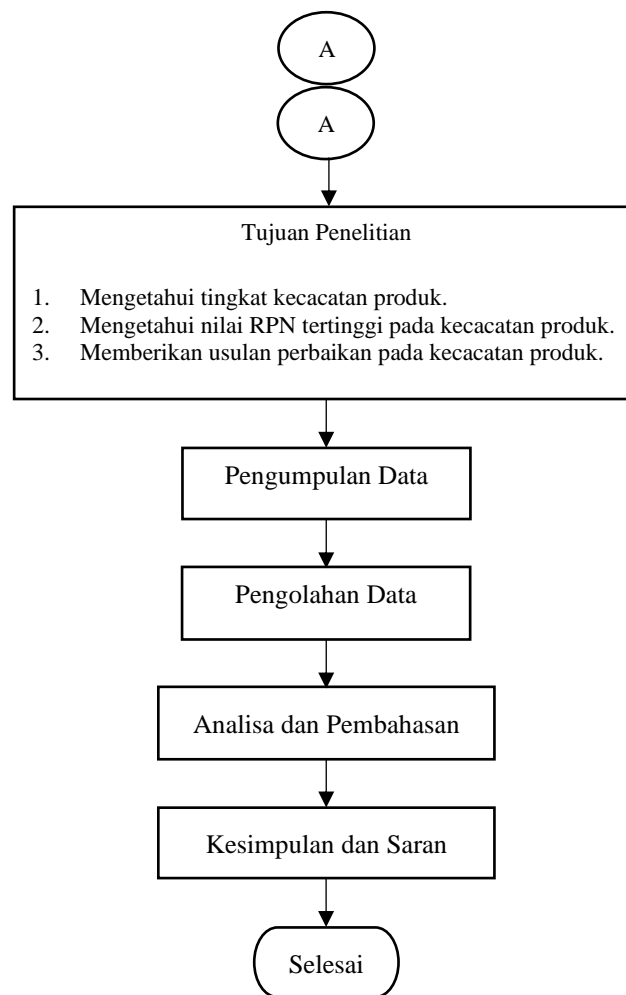 A
A
Tujuan Penelitian
1. Mengetahui tingkat kecacatan produk.
2. Mengetahui nilai RPN tertinggi pada kecacatan produk.
3. Memberikan usulan perbaikan pada kecacatan produk.
Pengumpulan Data
Pengolahan Data
Analisa dan Pembahasan
Kesimpulan dan Saran
Selesai